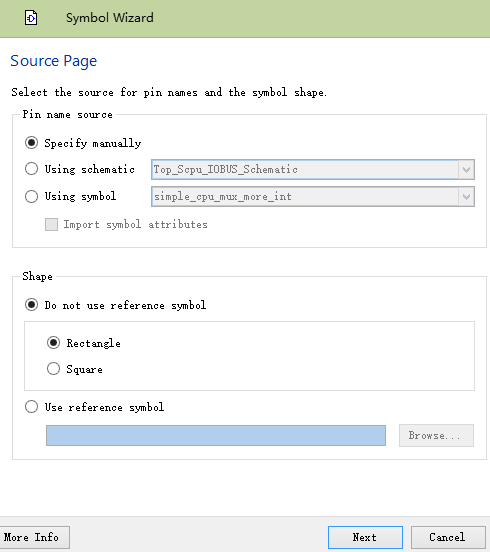 Symbol Wizard
Source Page
Select the source for pin names and the symbol shape.
Pin name source
Specify manually
Using schematic
Top_Scpu_IOBUS_Schematic
Using symbol
simple_cpu_mux_more_int
Import symbol attributes
Shape
Do not use reference symbol
Rectangle
Square
Use reference symbol
Browse...
More Info
Next
Cancel